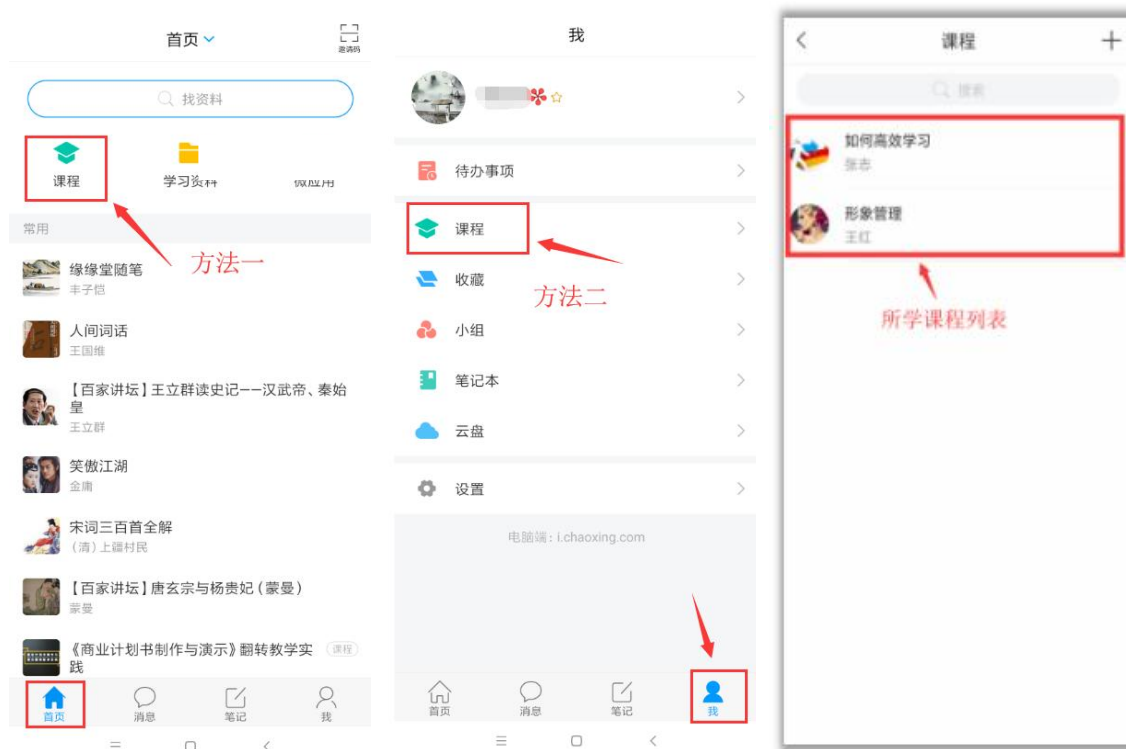 首页
邀请码
找资料
课程
学习资料
微应用
常用
方法一
缘缘堂随笔
丰子恺
人间词话
王国维
【百家讲坛】王立群读史记——汉武帝、秦始
皇
王立群
笑傲江湖
金庸
宋词三百首全解
(清)上疆村民
【百家讲坛】唐玄宗与杨贵妃(蒙曼)
蒙曼
《商业计划书制作与演示》翻转教学实
践
课程
首页
消息
笔记
我
我
待办事项
课程
收藏
方法二
小组
笔记本
云盘
设置
电脑端:i.chaoxing.com
首页
消息
笔记
我
课程
搜索
如何高效学习
张志
形象管理
王红
所学课程列表